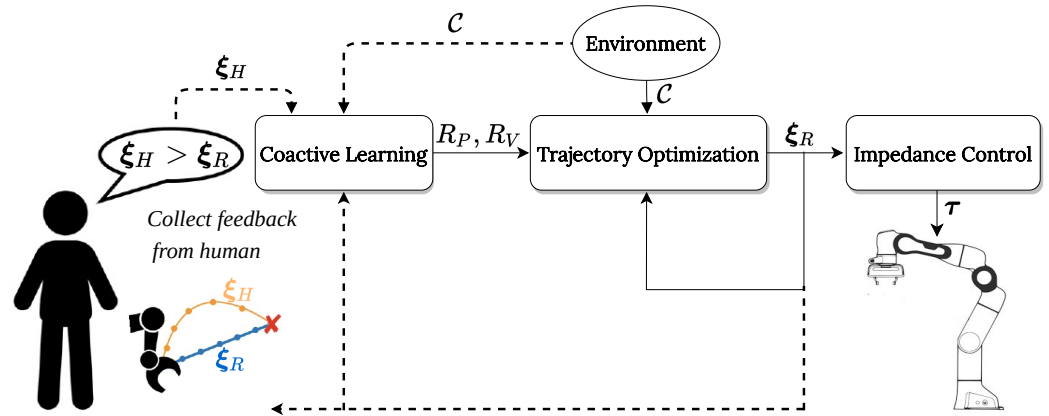 𝒞
Environment
𝝃_H
𝒞
𝝃_H > 𝝃_R
Coactive Learning
R_P, R_V
Trajectory Optimization
𝝃_R
Impedance Control
𝝉
Collect feedback
from human
𝝃_H
𝝃_R